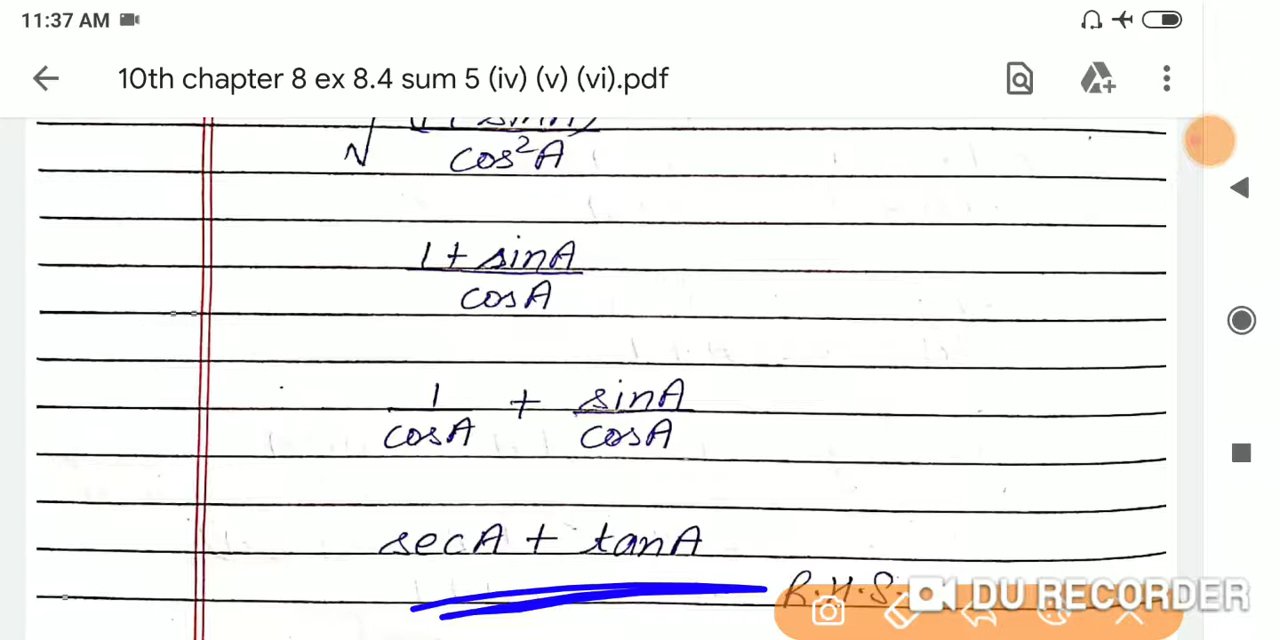 11:37 AM
10th chapter 8 ex 8.4 sum 5 (iv) (v) (vi).pdf
√ / cos²A
1 + sinA / cosA
1 / cosA + sinA / cosA
secA + tanA
R.H.S.
DU RECORDER